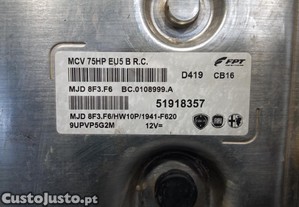 FPT
MCV 75HP EU5 B R.C.
D419 CB16
MJD 8F3.F6 BC.0108999.A
51918357
MJD 8F3.F6/HW10P/1941-F620
9UPVP5G2M 12V=
CustoJusto.pt